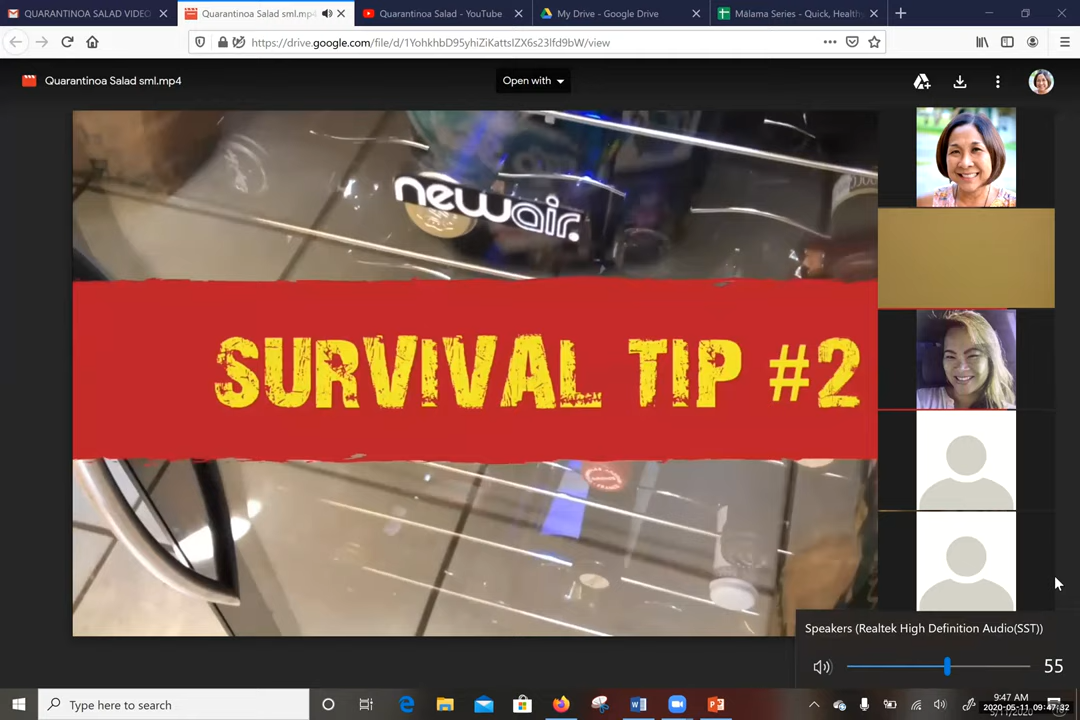 QUARANTINOA SALAD VIDEO
Quarantinoa Salad sml.mp4
Quarantinoa Salad - YouTube
My Drive - Google Drive
Mālama Series - Quick, Health
https://drive.google.com/file/d/1YohkhbD95yhiZiKattsIZX6s23Ifd9bW/view
Quarantinoa Salad sml.mp4
Open with
newair.
SURVIVAL TIP #2
Speakers (Realtek High Definition Audio(SST))
55
Type here to search
9:47 AM
2020-05-11 09:47:32